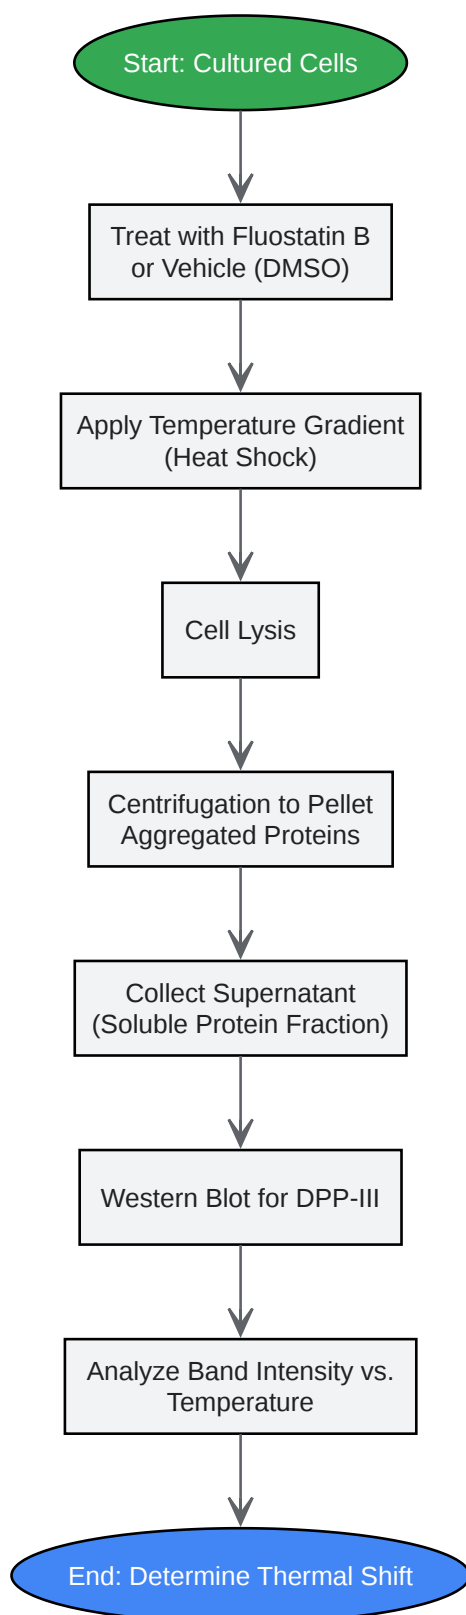 Start: Cultured Cells
Treat with Fluostatin B
or Vehicle (DMSO)
Apply Temperature Gradient
(Heat Shock)
Cell Lysis
Centrifugation to Pellet
Aggregated Proteins
Collect Supernatant
(Soluble Protein Fraction)
Western Blot for DPP-III
Analyze Band Intensity vs.
Temperature
End: Determine Thermal Shift